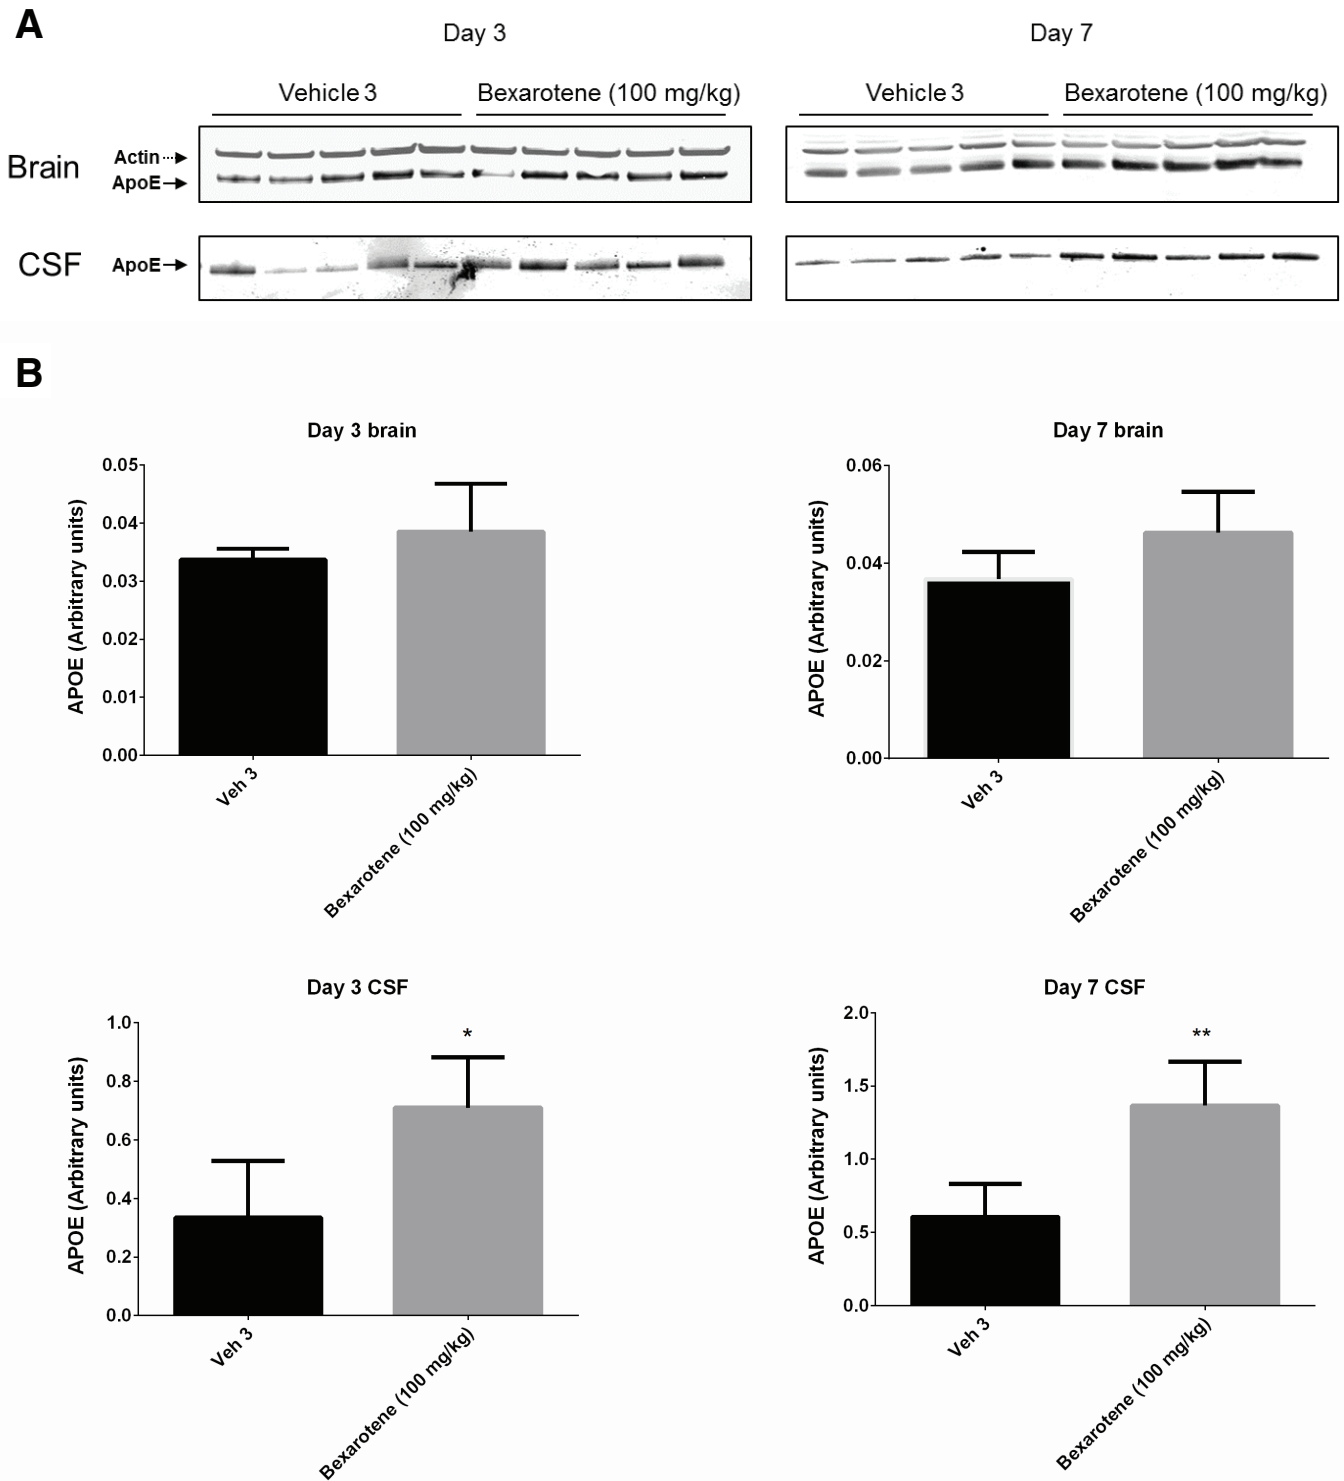 A
Day 3
Day 7
Vehicle 3
Bexarotene (100 mg/kg)
Vehicle 3
Bexarotene (100 mg/kg)
Brain
Actin
ApoE
CSF
ApoE
B
Day 3 brain
APOE (Arbitrary units)
0.05
0.04
0.03
0.02
0.01
0.00
Veh 3
Bexarotene (100 mg/kg)
Day 7 brain
APOE (Arbitrary units)
0.06
0.04
0.02
0.00
Veh 3
Bexarotene (100 mg/kg)
Day 3 CSF
APOE (Arbitrary units)
1.0
0.8
0.6
0.4
0.2
0.0
*
Veh 3
Bexarotene (100 mg/kg)
Day 7 CSF
APOE (Arbitrary units)
2.0
1.5
1.0
0.5
0.0
**
Veh 3
Bexarotene (100 mg/kg)